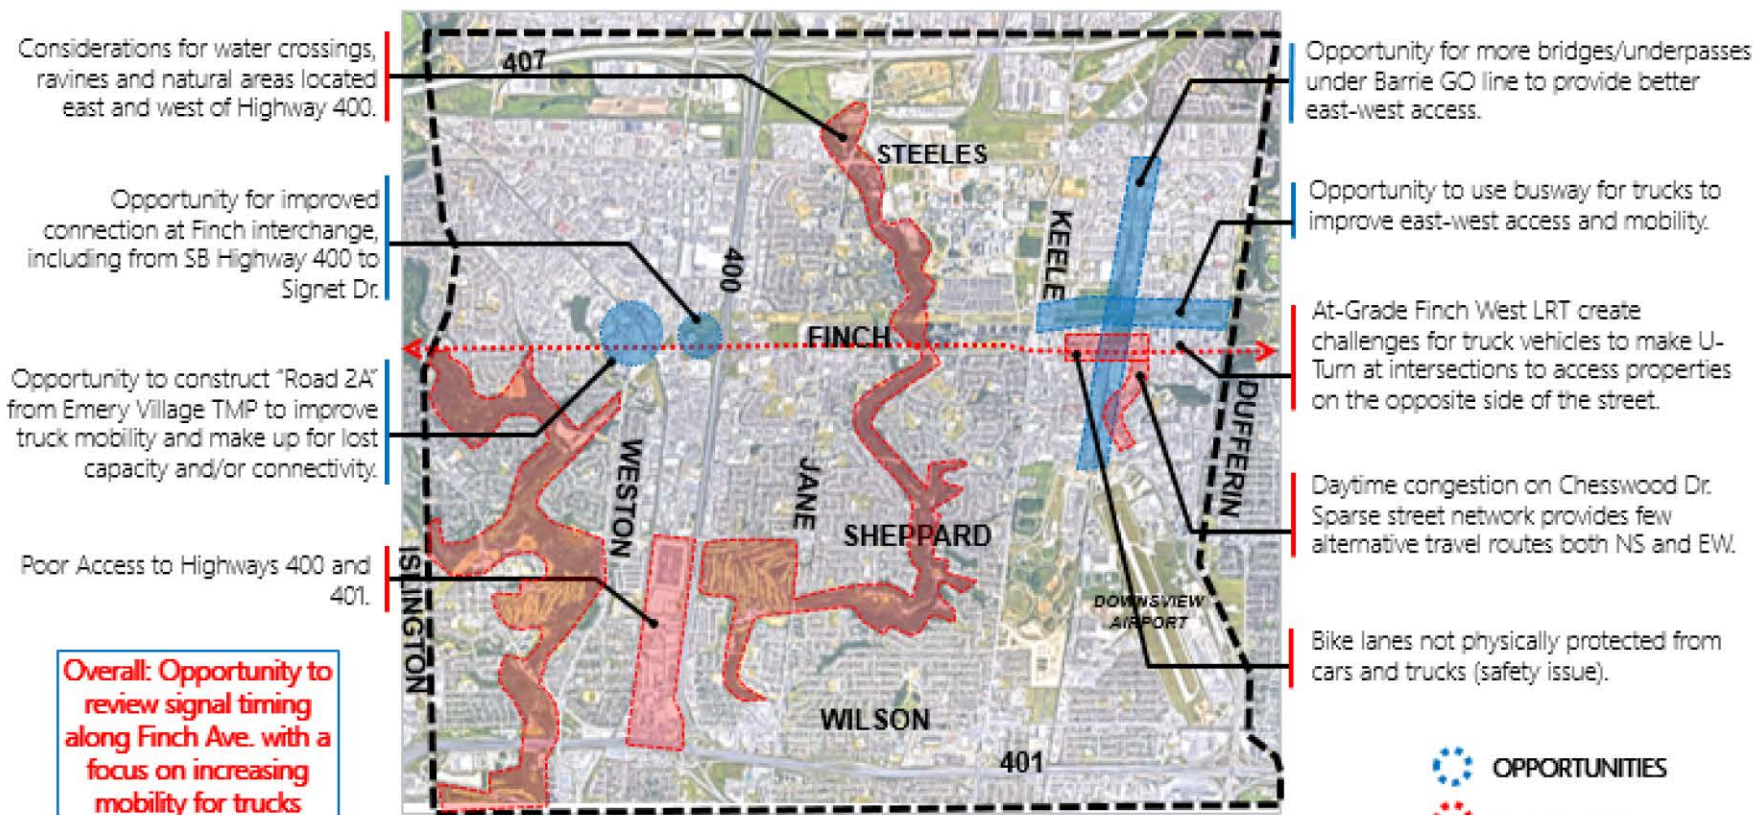 Considerations for water crossings,
ravines and natural areas located
east and west of Highway 400.
Opportunity for improved
connection at Finch interchange,
including from SB Highway 400 to
Signet Dr.
Opportunity to construct "Road 2A"
from Emery Village TMP to improve
truck mobility and make up for lost
capacity and/or connectivity.
Poor Access to Highways 400 and
401.
Overall: Opportunity to
review signal timing
along Finch Ave. with a
focus on increasing
mobility for trucks
407
STEELES
KEELE
400
FINCH
DUFFERIN
WESTON
JANE
SHEPPARD
ISLINGTON
DOWNSVIEW
AIRPORT
WILSON
401
Opportunity for more bridges/underpasses
under Barrie GO line to provide better
east-west access.
Opportunity to use busway for trucks to
improve east-west access and mobility.
At-Grade Finch West LRT create
challenges for truck vehicles to make U-
Turn at intersections to access properties
on the opposite side of the street.
Daytime congestion on Chesswood Dr.
Sparse street network provides few
alternative travel routes both NS and EW.
Bike lanes not physically protected from
cars and trucks (safety issue).
OPPORTUNITIES